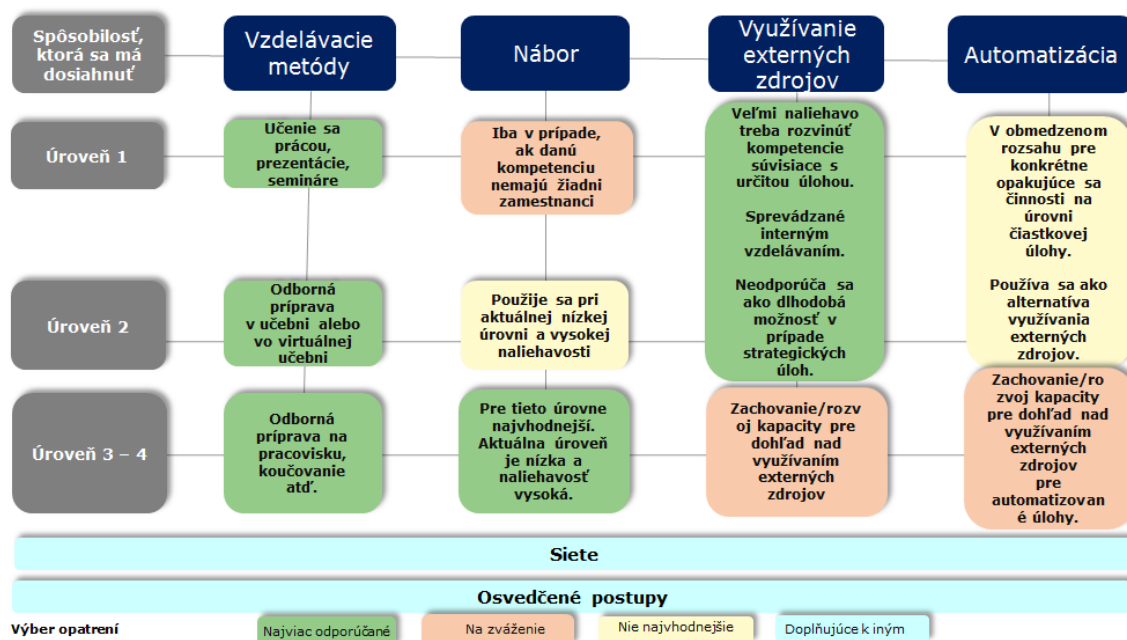 Spôsobilosť,
ktorá sa má
dosiahnuť
Vzdelávacie
metódy
Nábor
Využívanie
externých
zdrojov
Automatizácia
Úroveň 1
Učenie sa
prácou,
prezentácie,
semináre
Iba v prípade,
ak danú
kompetenciu
nemajú žiadni
zamestnanci
Veľmi naliehavo
treba rozvinúť
kompetencie
súvisiace s
určitou úlohou.
Sprevádzané
interným
vzdelávaním.
Neodporúča sa
ako dlhodobá
možnosť v
prípade
strategických
úloh.
V obmedzenom
rozsahu pre
konkrétne
opakujúce sa
činnosti na
úrovni
čiastkovej
úlohy.
Používa sa ako
alternatíva
využívania
externých
zdrojov.
Úroveň 2
Odborná
príprava
v učebni alebo
vo virtuálnej
učebni
Použije sa pri
aktuálnej nízkej
úrovni a vysokej
naliehavosti
Úroveň 3 – 4
Odborná
príprava na
pracovisku,
koučovanie
atď.
Pre tieto úrovne
najvhodnejší.
Aktuálna úroveň
je nízka a
naliehavosť
vysoká.
Zachovanie/rozv
oj kapacity pre
dohľad nad
využívaním
externých
zdrojov
Zachovanie/ro
zvoj kapacity
pre dohľad nad
využívaním
externých
zdrojov
pre
automatizovan
é úlohy.
Siete
Osvedčené postupy
Výber opatrení
Najviac odporúčané
Na zváženie
Nie najvhodnejšie
Doplňujúce k iným